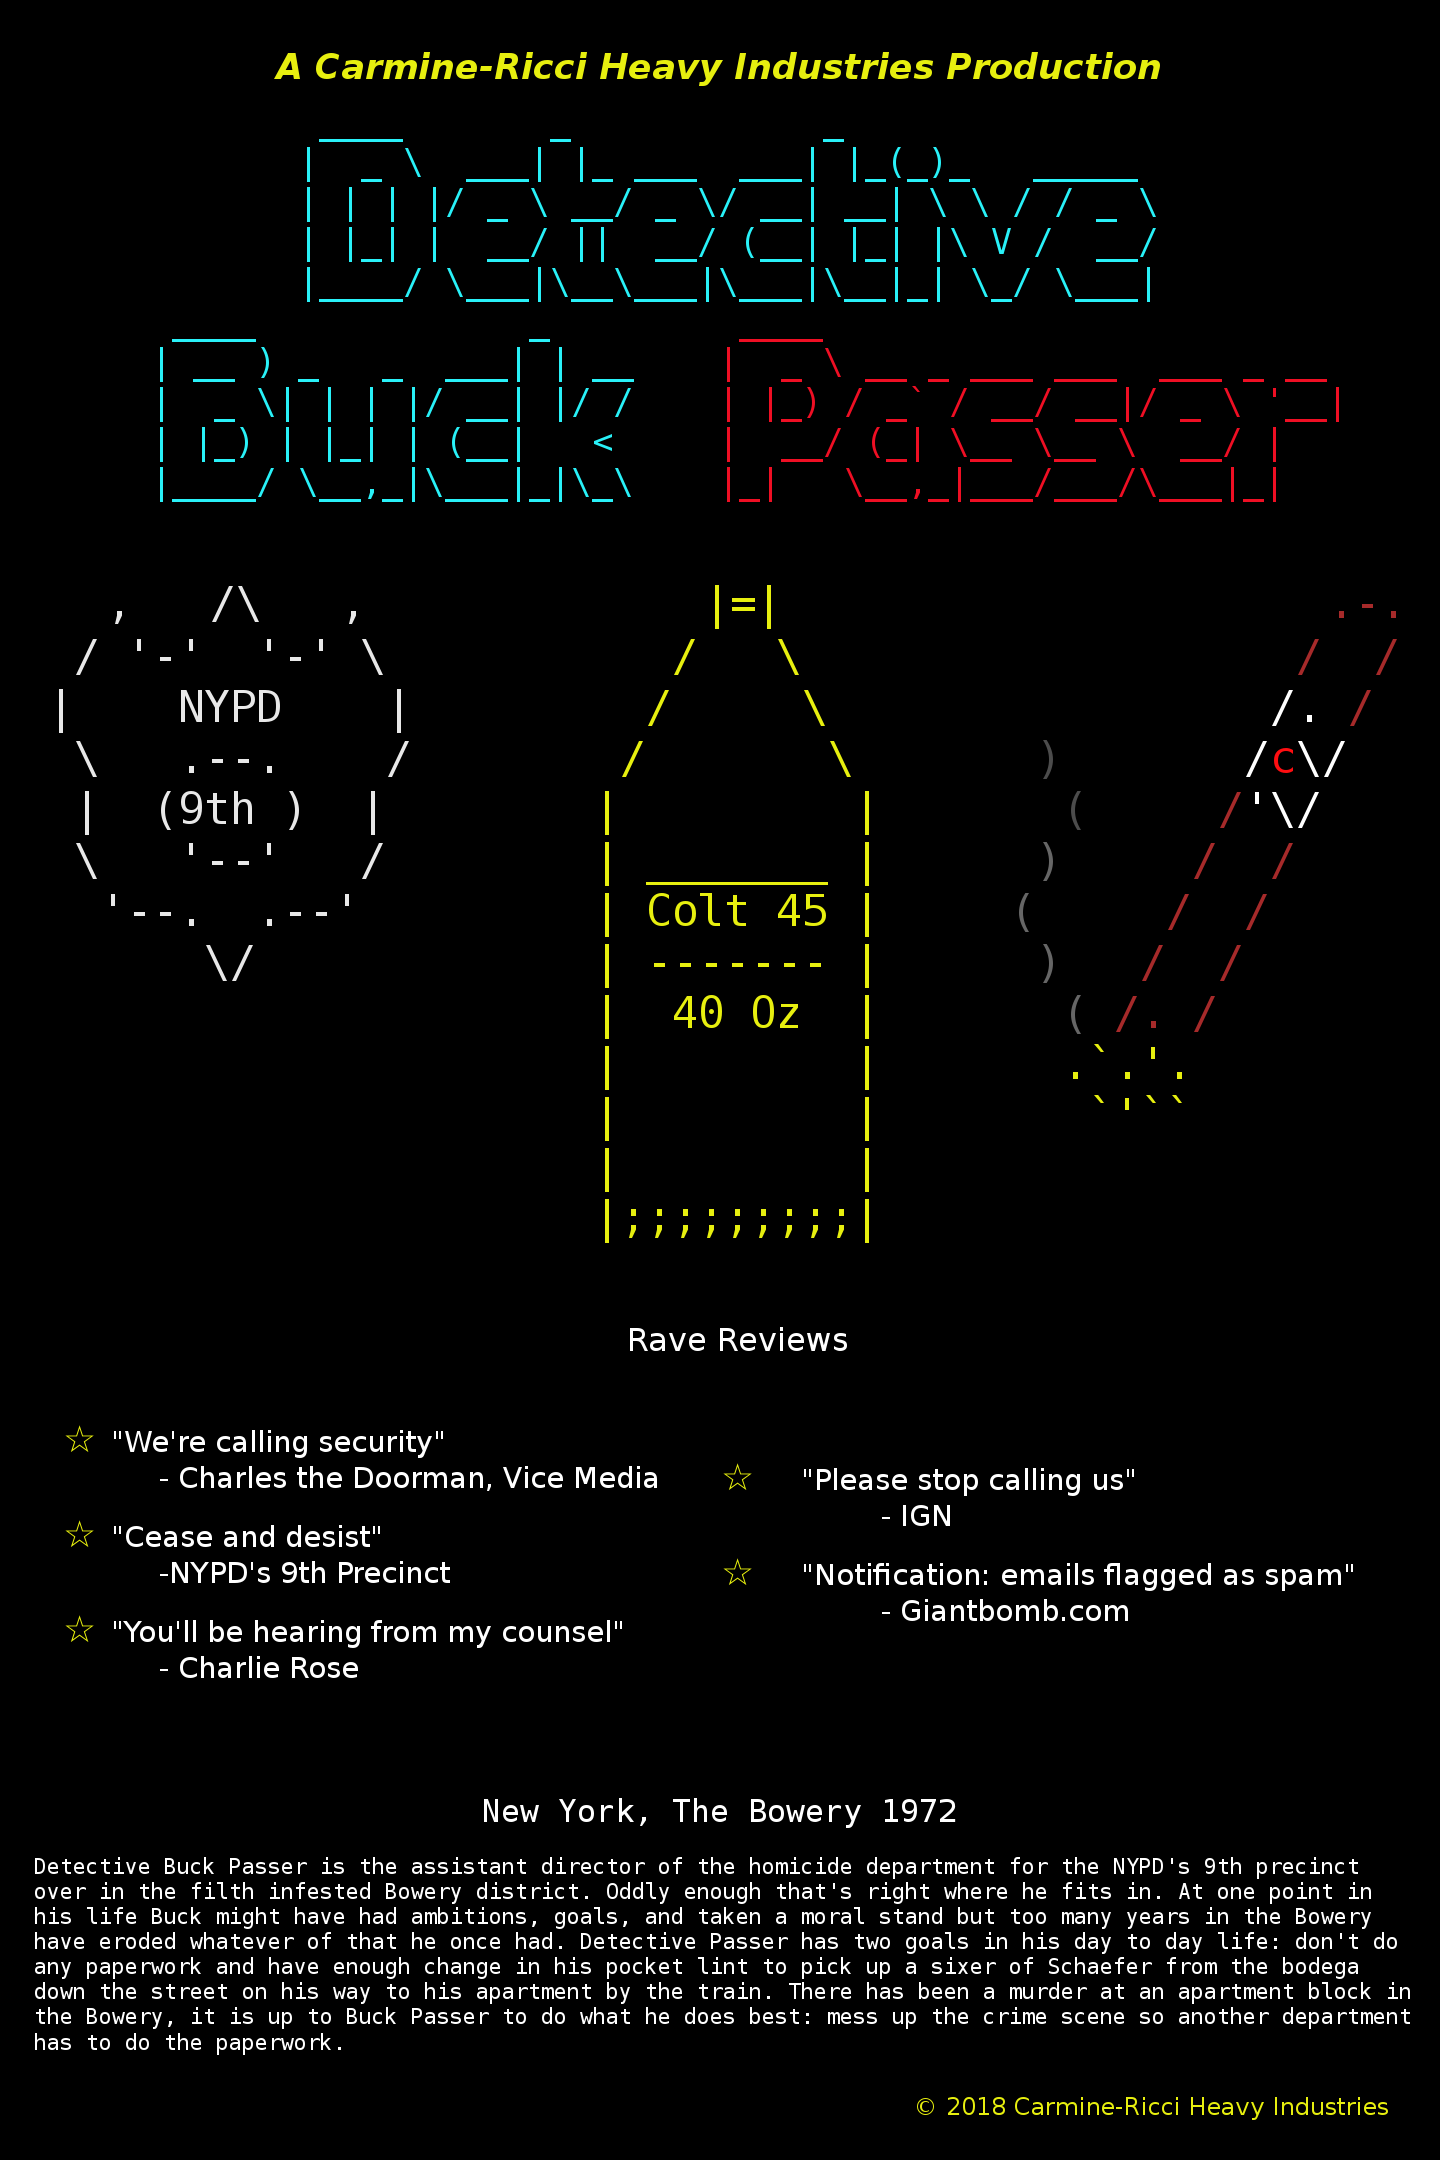 A Carmine-Ricci Heavy Industries Production
Detective
Buck Passer
NYPD
(9th )
Colt 45
40 Oz
c
Rave Reviews
☆ "We're calling security"
- Charles the Doorman, Vice Media
☆ "Cease and desist"
-NYPD's 9th Precinct
☆ "You'll be hearing from my counsel"
- Charlie Rose
☆ "Please stop calling us"
- IGN
☆ "Notification: emails flagged as spam"
- Giantbomb.com
New York, The Bowery 1972
Detective Buck Passer is the assistant director of the homicide department for the NYPD's 9th precinct
over in the filth infested Bowery district. Oddly enough that's right where he fits in. At one point in
his life Buck might have had ambitions, goals, and taken a moral stand but too many years in the Bowery
have eroded whatever of that he once had. Detective Passer has two goals in his day to day life: don't do
any paperwork and have enough change in his pocket lint to pick up a sixer of Schaefer from the bodega
down the street on his way to his apartment by the train. There has been a murder at an apartment block in
the Bowery, it is up to Buck Passer to do what he does best: mess up the crime scene so another department
has to do the paperwork.
© 2018 Carmine-Ricci Heavy Industries